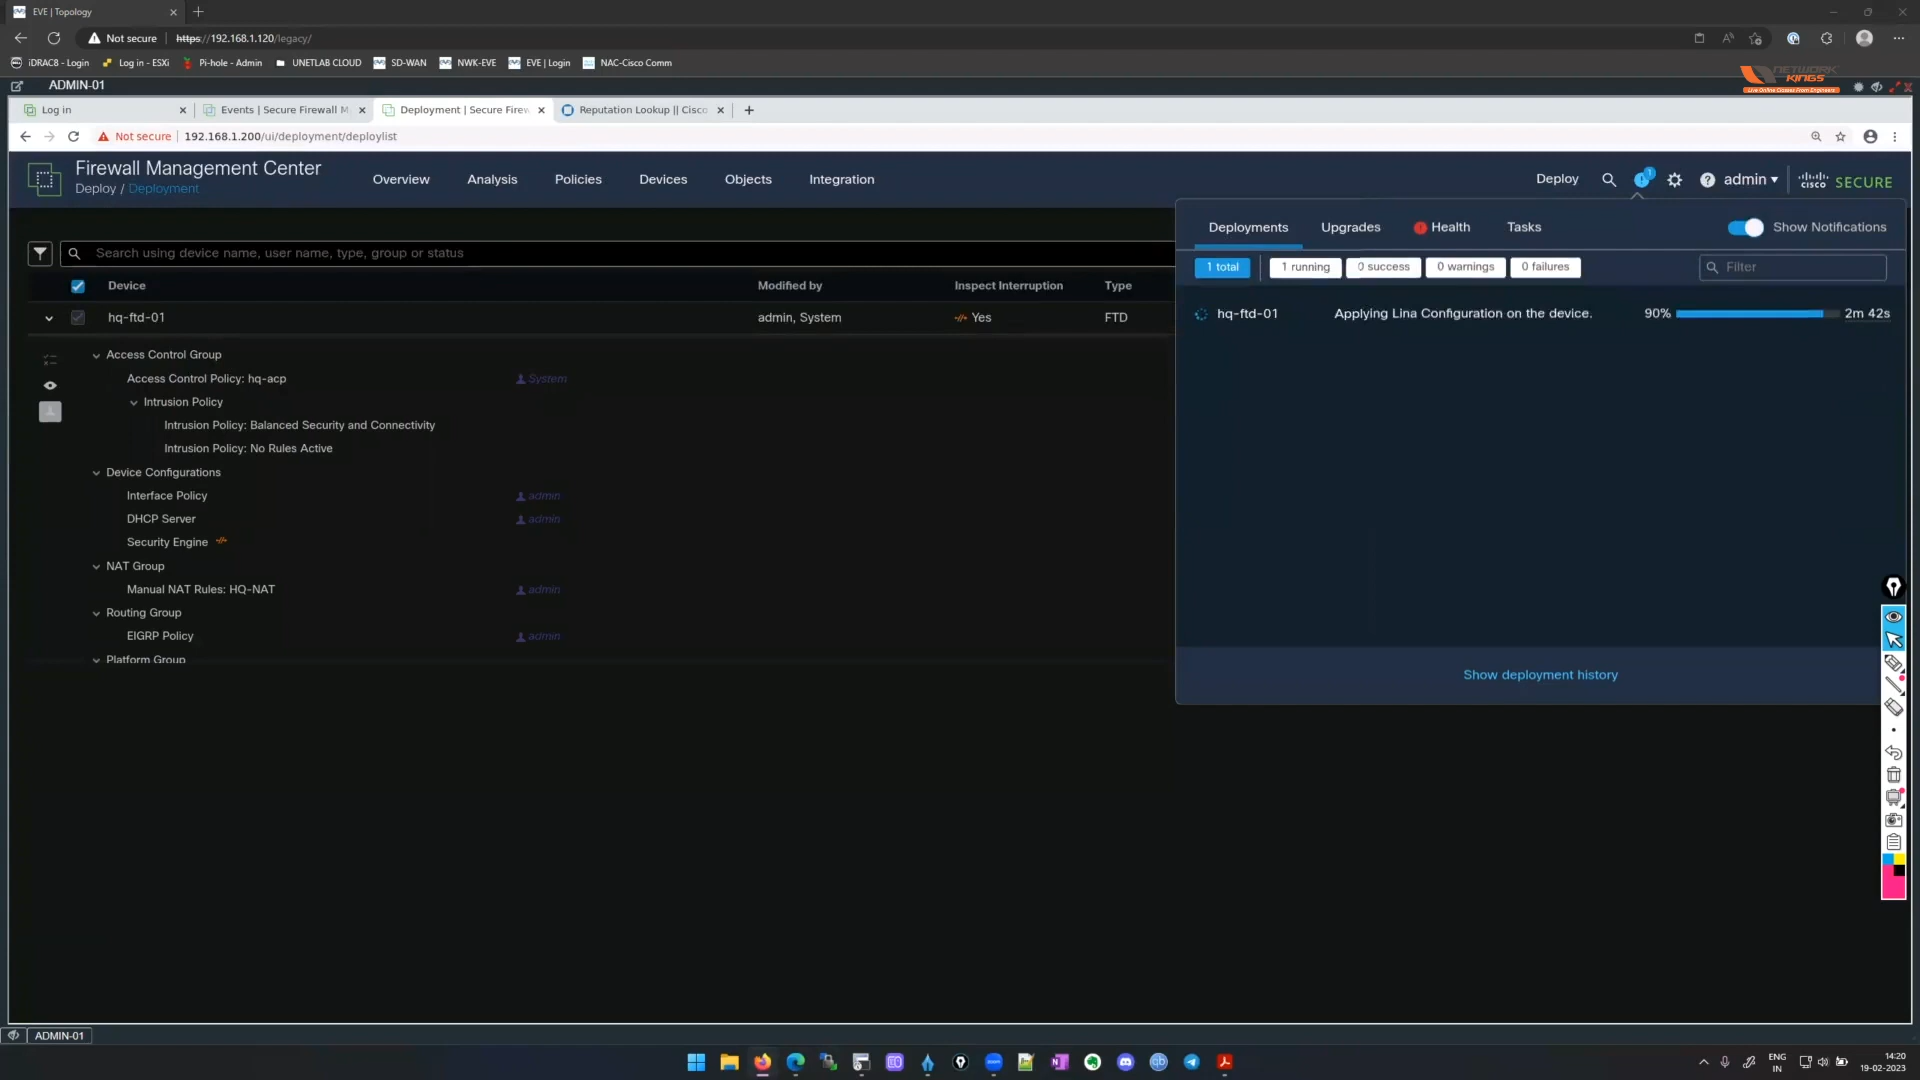 EVE | Topology
Not secure https://192.168.1.120/legacy/
iDRAC8 - Login Log in - ESXi Pi-hole - Admin UNETLAB CLOUD SD-WAN NWK-EVE EVE | Login NAC-Cisco Comm
ADMIN-01
NETWORK KINGS
Live Online Classes From Engineers
Log in Events | Secure Firewall M Deployment | Secure Firew Reputation Lookup || Cisco
Not secure 192.168.1.200/ui/deployment/deploylist
Firewall Management Center
Deploy / Deployment
Overview Analysis Policies Devices Objects Integration Deploy 1 admin cisco SECURE
Deployments Upgrades Health Tasks Show Notifications
Search using device name, user name, type, group or status
1 total 1 running 0 success 0 warnings 0 failures Filter
Device Modified by Inspect Interruption Type
hq-ftd-01 admin, System Yes FTD
hq-ftd-01 Applying Lina Configuration on the device. 90% 2m 42s
Access Control Group
Access Control Policy: hq-acp System
Intrusion Policy
Intrusion Policy: Balanced Security and Connectivity
Intrusion Policy: No Rules Active
Device Configurations
Interface Policy admin
DHCP Server admin
Security Engine
NAT Group
Manual NAT Rules: HQ-NAT admin
Routing Group
EIGRP Policy admin
Platform Group
Show deployment history
ADMIN-01
ENG
IN
14:20
19-02-2023